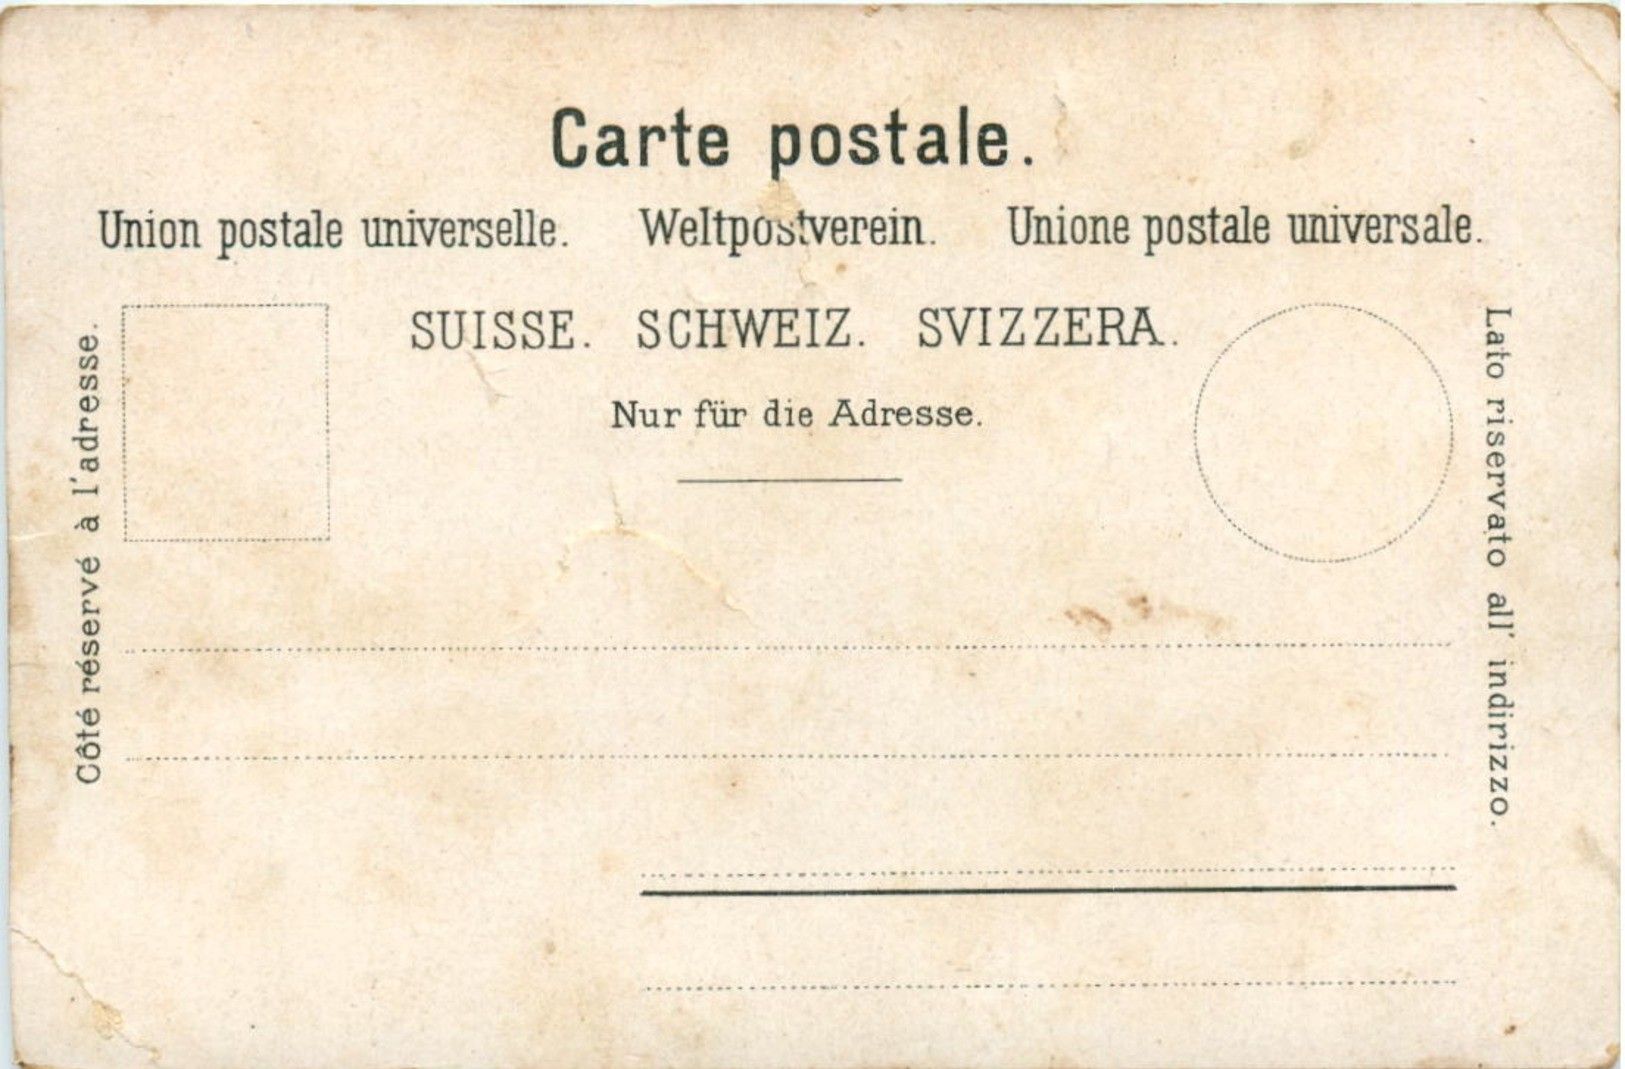 Carte postale.
Union postale universelle. Weltpostverein. Unione postale universale.
SUISSE. SCHWEIZ. SVIZZERA.
Nur für die Adresse.
Côté réservé à l'adresse.
Lato riservato all' indirizzo.